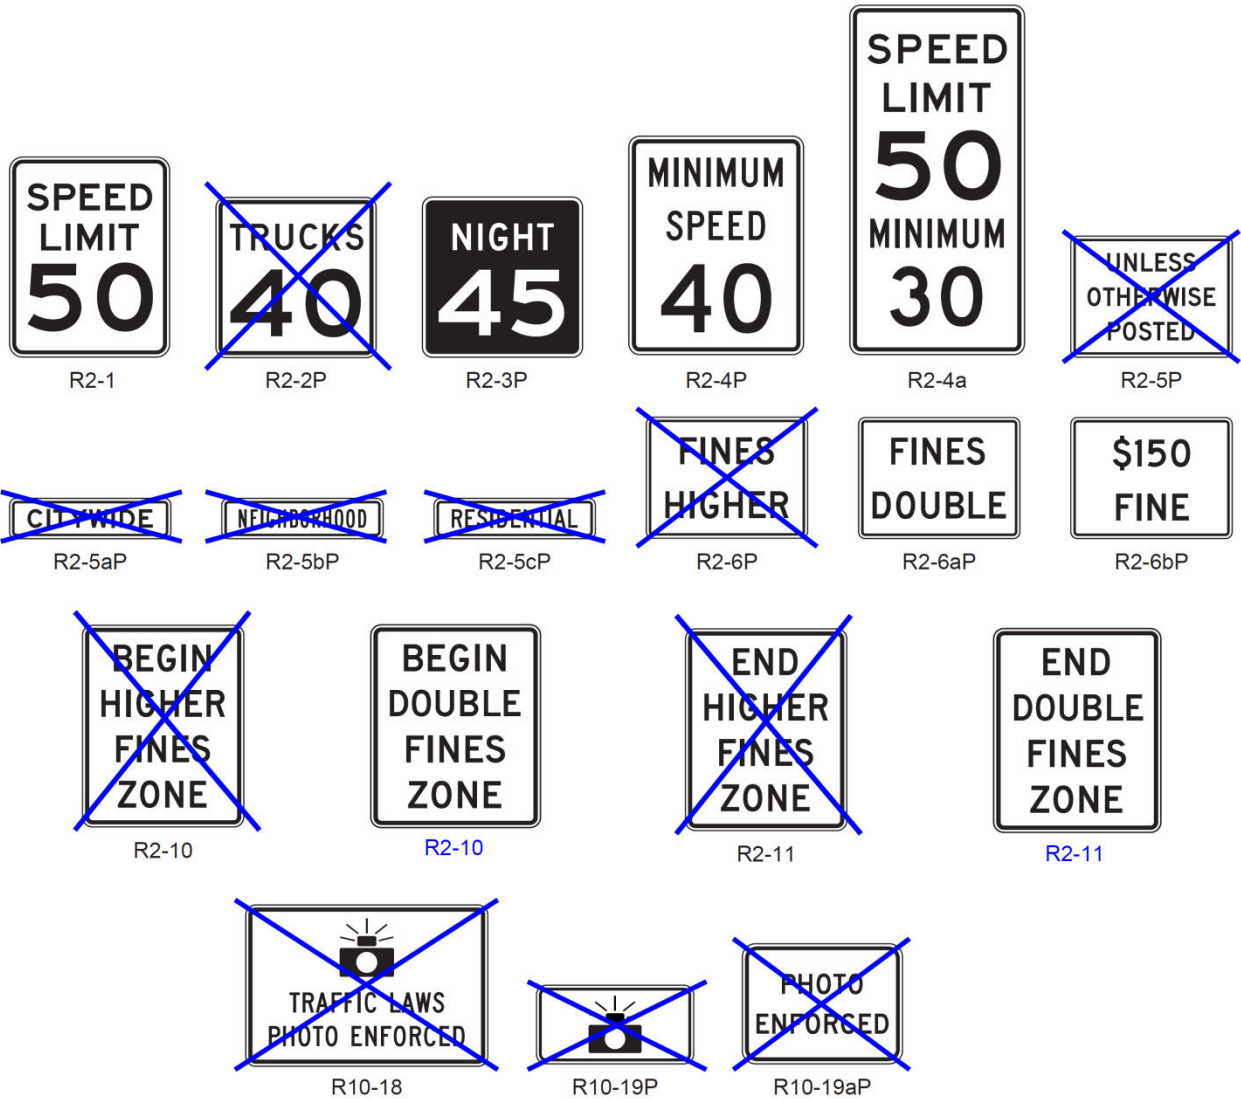 SPEED
LIMIT
50
R2-1
TRUCKS
40
R2-2P
NIGHT
45
R2-3P
MINIMUM
SPEED
40
R2-4P
SPEED
LIMIT
50
MINIMUM
30
R2-4a
UNLESS
OTHERWISE
POSTED
R2-5P
CITYWIDE
R2-5aP
NEIGHBORHOOD
R2-5bP
RESIDENTIAL
R2-5cP
FINES
HIGHER
R2-6P
FINES
DOUBLE
R2-6aP
$150
FINE
R2-6bP
BEGIN
HIGHER
FINES
ZONE
R2-10
BEGIN
DOUBLE
FINES
ZONE
R2-10
END
HIGHER
FINES
ZONE
R2-11
END
DOUBLE
FINES
ZONE
R2-11
TRAFFIC LAWS
PHOTO ENFORCED
R10-18
R10-19P
PHOTO
ENFORCED
R10-19aP